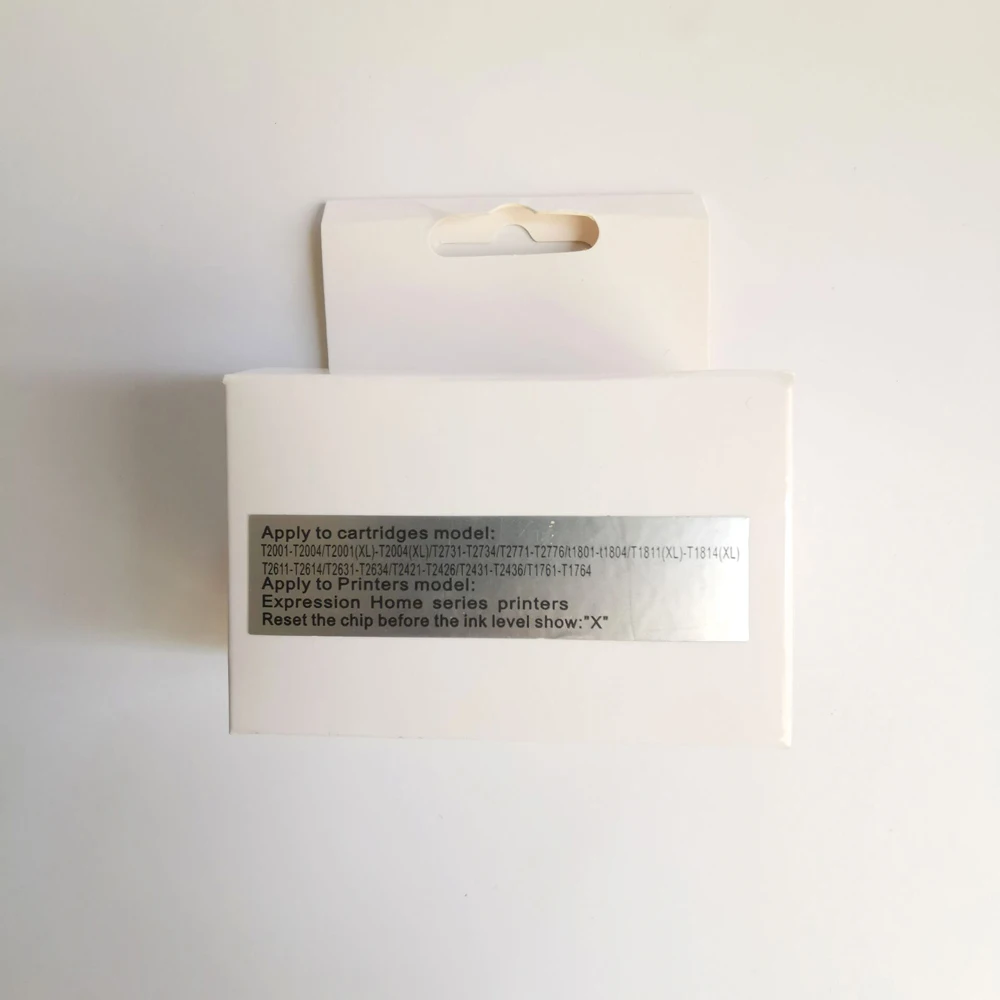 Apply to cartridges model:
T2001-T2004/T2001(XL)-T2004(XL)/T2731-T2734/T2771-T2776/t1801-t1804/T1811(XL)-T1814(XL)
T2611-T2614/T2631-T2634/T2421-T2426/T2431-T2436/T1761-T1764
Apply to Printers model:
Expression Home series printers
Reset the chip before the ink level show:"X"